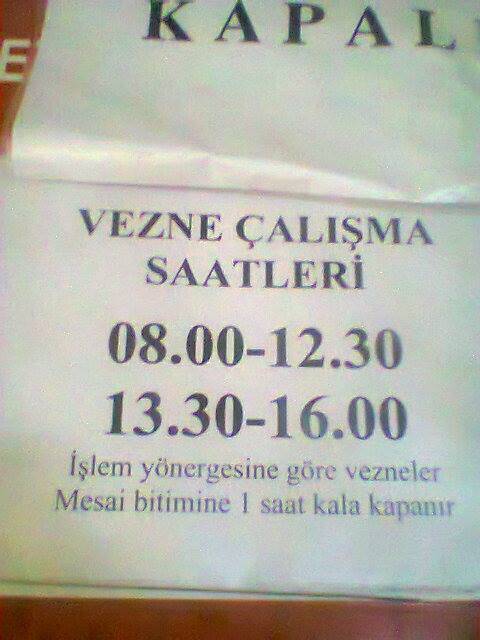 KAPAL
VEZNE ÇALIŞMA
SAATLERİ
08.00-12.30
13.30-16.00
İşlem yönergesine göre vezneler
Mesai bitimine 1 saat kala kapanır